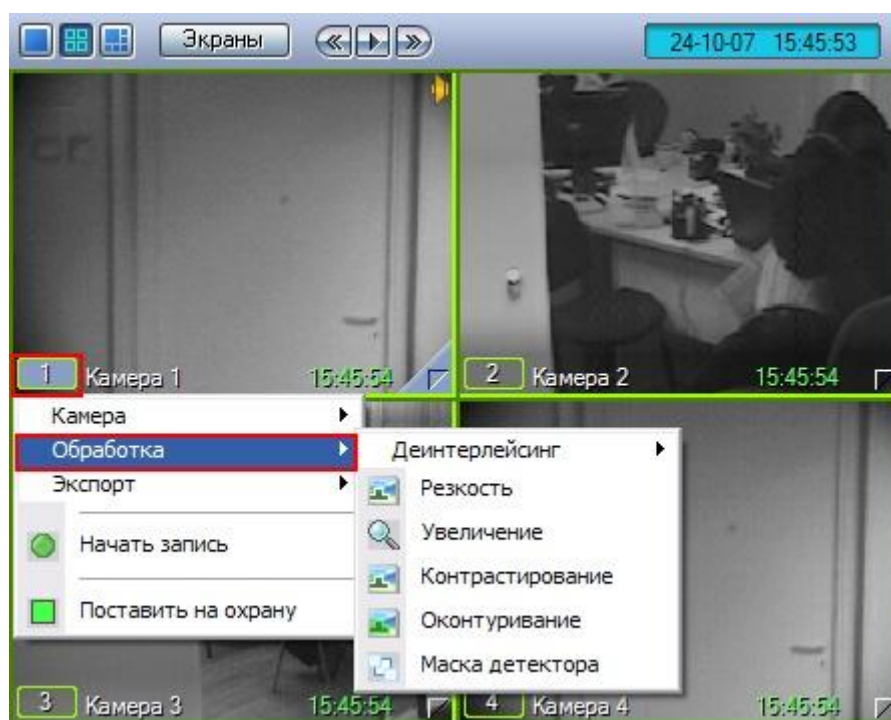 Экраны
24-10-07 15:45:53
1 Камера 1 15:45:54
2 Камера 2 15:45:54
Камера
Обработка
Экспорт
Начать запись
Поставить на охрану
Деинтерлейсинг
Резкость
Увеличение
Контрастирование
Оконтуривание
Маска детектора
3 Камера 3 15:45:54
4 Камера 4 15:45:54